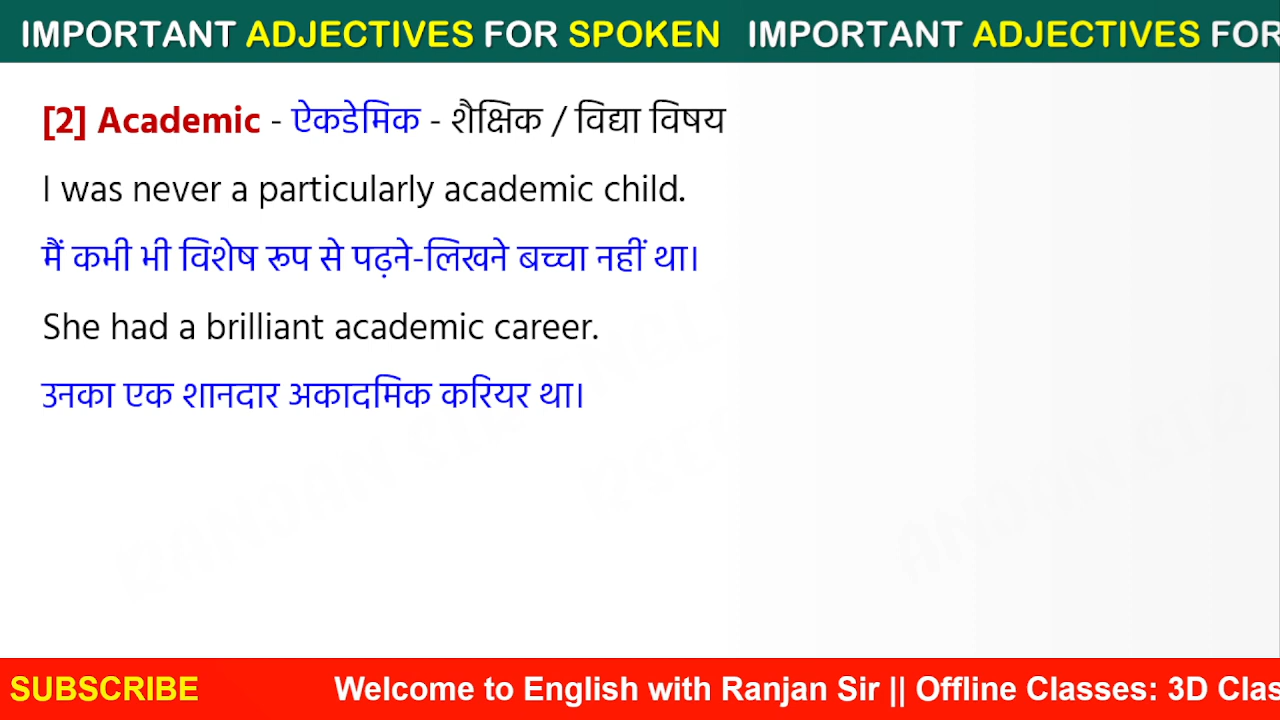 IMPORTANT ADJECTIVES FOR SPOKEN IMPORTANT ADJECTIVES FOR
[2] Academic - ऐकडेमिक - शैक्षिक / विद्या विषय
I was never a particularly academic child.
मैं कभी भी विशेष रूप से पढ़ने-लिखने बच्चा नहीं था।
She had a brilliant academic career.
उनका एक शानदार अकादमिक करियर था।
RANJAN SIR
SUBSCRIBE Welcome to English with Ranjan Sir || Offline Classes: 3D